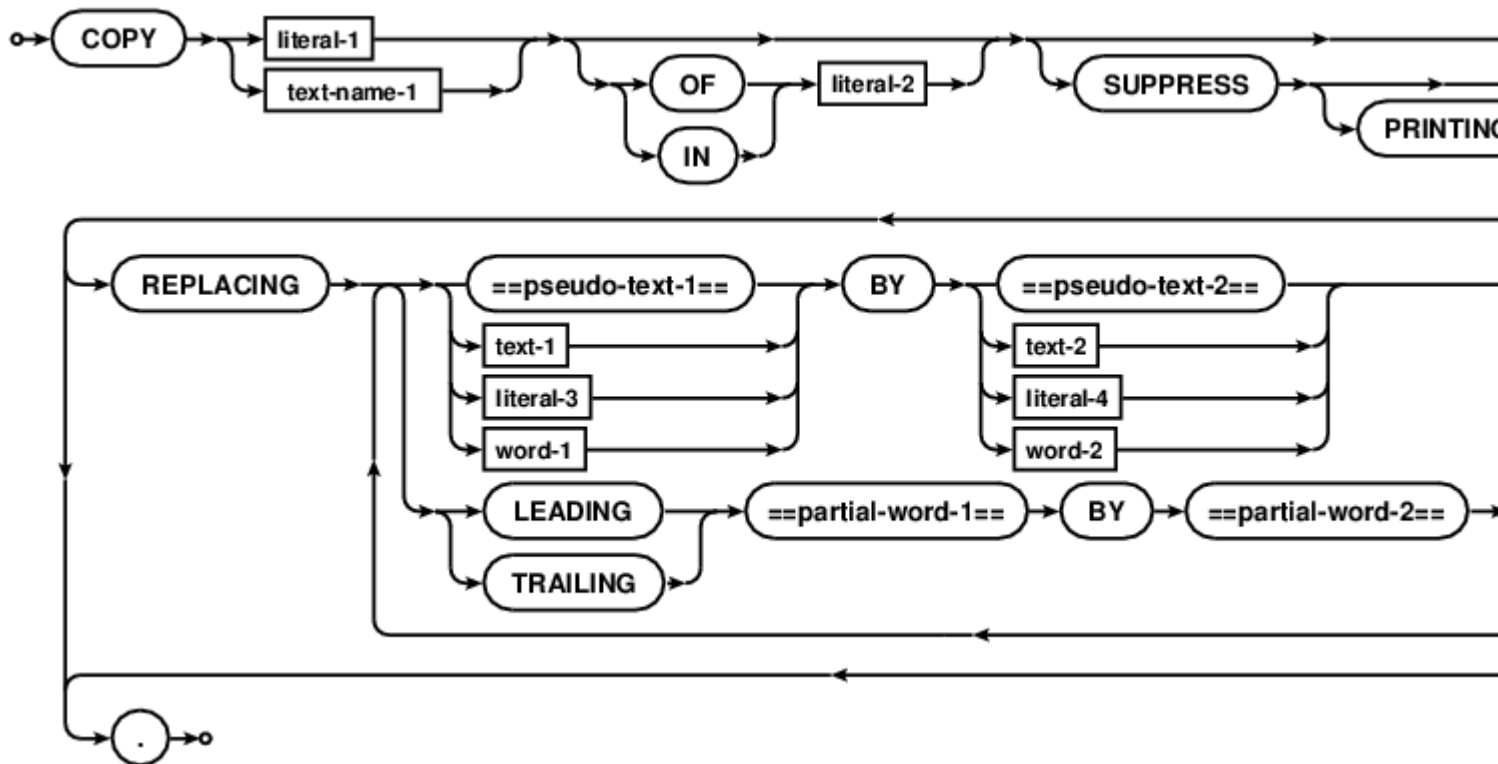 COPY literal-1 OF literal-2 SUPPRESS
text-name-1 IN PRINTING
REPLACING ==pseudo-text-1== BY ==pseudo-text-2==
text-1 text-2
literal-3 literal-4
word-1 word-2
LEADING ==partial-word-1== BY ==partial-word-2==
TRAILING
.